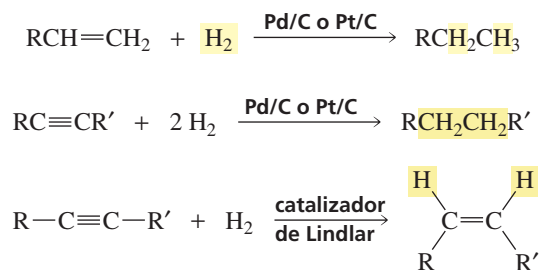 RCH=CH₂ + H₂ Pd/C o Pt/C RCH₂CH₃
RC≡CR′ + 2 H₂ Pd/C o Pt/C RCH₂CH₂R′
R—C≡C—R′ + H₂ catalizador de Lindlar H H
C=C
R R′